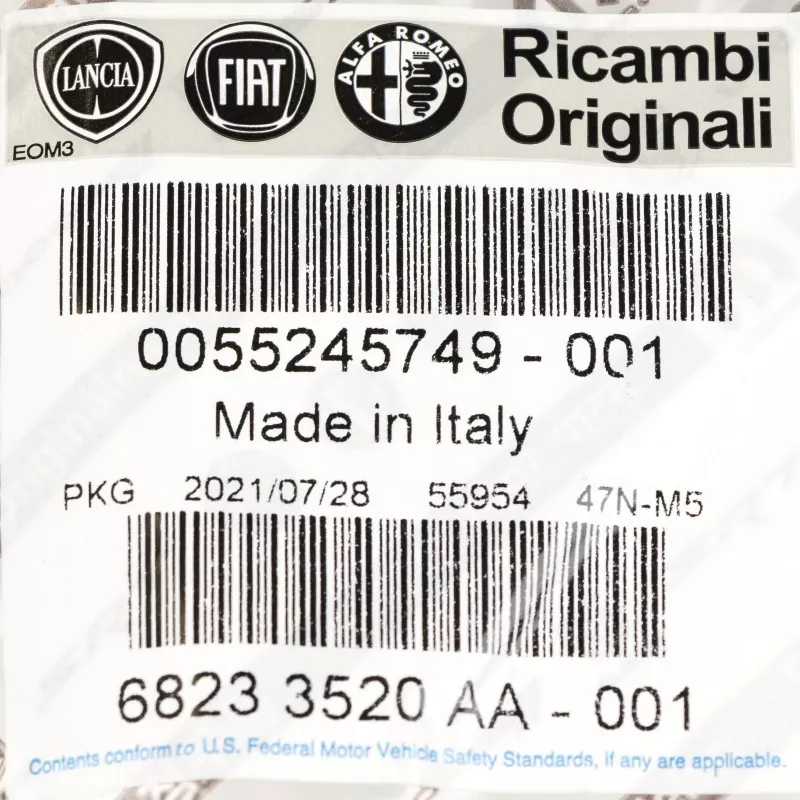 LANCIA
FIAT
ALFA ROMEO
Ricambi
Originali
EOM3
0055245749 - 001
Made in Italy
PKG 2021/07/28 55954 47N-M5
6823 3520 AA - 001
Contents conform to U.S. Federal Motor Vehicle Safety Standards, if any are applicable.